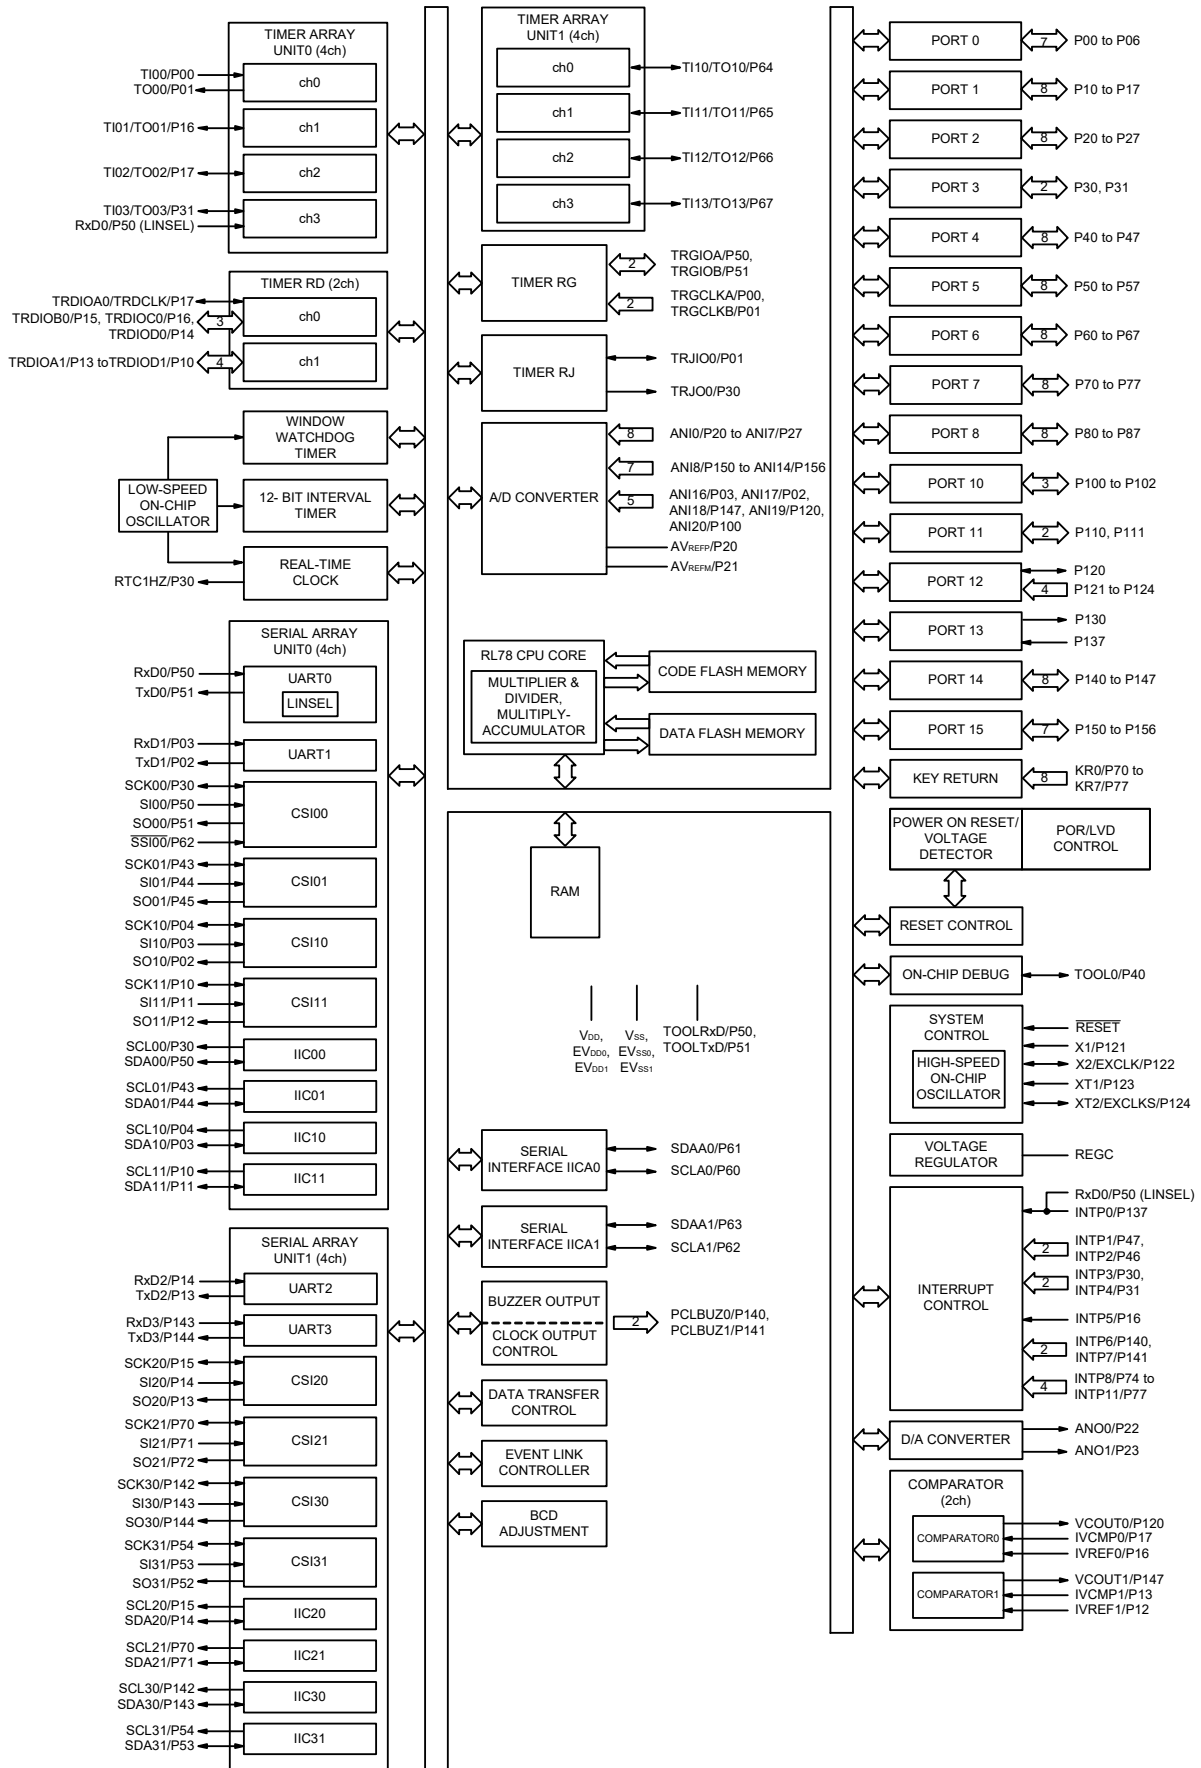 TIMER ARRAY
UNIT0 (4ch)
TI00/P00
TO00/P01
ch0
TI01/TO01/P16
ch1
TI02/TO02/P17
ch2
TI03/TO03/P31
RxD0/P50 (LINSEL)
ch3
TIMER RD (2ch)
TRDIOA0/TRDCLK/P17
TRDIOB0/P15, TRDIOC0/P16,
TRDIOD0/P14
3
ch0
TRDIOA1/P13 toTRDIOD1/P10
4
ch1
WINDOW
WATCHDOG
TIMER
LOW-SPEED
ON-CHIP
OSCILLATOR
12- BIT INTERVAL
TIMER
RTC1HZ/P30
REAL-TIME
CLOCK
SERIAL ARRAY
UNIT0 (4ch)
RxD0/P50
TxD0/P51
UART0
LINSEL
RxD1/P03
TxD1/P02
UART1
SCK00/P30
SI00/P50
SO00/P51
SSI00/P62
CSI00
SCK01/P43
SI01/P44
SO01/P45
CSI01
SCK10/P04
SI10/P03
SO10/P02
CSI10
SCK11/P10
SI11/P11
SO11/P12
CSI11
SCL00/P30
SDA00/P50
IIC00
SCL01/P43
SDA01/P44
IIC01
SCL10/P04
SDA10/P03
IIC10
SCL11/P10
SDA11/P11
IIC11
SERIAL ARRAY
UNIT1 (4ch)
RxD2/P14
TxD2/P13
UART2
RxD3/P143
TxD3/P144
UART3
SCK20/P15
SI20/P14
SO20/P13
CSI20
SCK21/P70
SI21/P71
SO21/P72
CSI21
SCK30/P142
SI30/P143
SO30/P144
CSI30
SCK31/P54
SI31/P53
SO31/P52
CSI31
SCL20/P15
SDA20/P14
IIC20
SCL21/P70
SDA21/P71
IIC21
SCL30/P142
SDA30/P143
IIC30
SCL31/P54
SDA31/P53
IIC31
TIMER ARRAY
UNIT1 (4ch)
ch0
TI10/TO10/P64
ch1
TI11/TO11/P65
ch2
TI12/TO12/P66
ch3
TI13/TO13/P67
TIMER RG
2
TRGIOA/P50,
TRGIOB/P51
2
TRGCLKA/P00,
TRGCLKB/P01
TIMER RJ
TRJIO0/P01
TRJO0/P30
A/D CONVERTER
8
ANI0/P20 to ANI7/P27
7
ANI8/P150 to ANI14/P156
5
ANI16/P03, ANI17/P02,
ANI18/P147, ANI19/P120,
ANI20/P100
AVREFP/P20
AVREFM/P21
RL78 CPU CORE
MULTIPLIER &
DIVIDER,
MULITIPLY-
ACCUMULATOR
CODE FLASH MEMORY
DATA FLASH MEMORY
RAM
VDD,
EVDD0,
EVDD1
VSS,
EVSS0,
EVSS1
TOOLRxD/P50,
TOOLTxD/P51
SERIAL
INTERFACE IICA0
SDAA0/P61
SCLA0/P60
SERIAL
INTERFACE IICA1
SDAA1/P63
SCLA1/P62
BUZZER OUTPUT
CLOCK OUTPUT
CONTROL
2
PCLBUZ0/P140,
PCLBUZ1/P141
DATA TRANSFER
CONTROL
EVENT LINK
CONTROLLER
BCD
ADJUSTMENT
PORT 0
7
P00 to P06
PORT 1
8
P10 to P17
PORT 2
8
P20 to P27
PORT 3
2
P30, P31
PORT 4
8
P40 to P47
PORT 5
8
P50 to P57
PORT 6
8
P60 to P67
PORT 7
8
P70 to P77
PORT 8
8
P80 to P87
PORT 10
3
P100 to P102
PORT 11
2
P110, P111
PORT 12
P120
4
P121 to P124
PORT 13
P130
P137
PORT 14
8
P140 to P147
PORT 15
7
P150 to P156
KEY RETURN
8
KR0/P70 to
KR7/P77
POWER ON RESET/
VOLTAGE
DETECTOR
POR/LVD
CONTROL
RESET CONTROL
ON-CHIP DEBUG
TOOL0/P40
SYSTEM
CONTROL
HIGH-SPEED
ON-CHIP
OSCILLATOR
RESET
X1/P121
X2/EXCLK/P122
XT1/P123
XT2/EXCLKS/P124
VOLTAGE
REGULATOR
REGC
INTERRUPT
CONTROL
RxD0/P50 (LINSEL)
INTP0/P137
2
INTP1/P47,
INTP2/P46
2
INTP3/P30,
INTP4/P31
INTP5/P16
2
INTP6/P140,
INTP7/P141
4
INTP8/P74 to
INTP11/P77
D/A CONVERTER
ANO0/P22
ANO1/P23
COMPARATOR
(2ch)
COMPARATOR0
VCOUT0/P120
IVCMP0/P17
IVREF0/P16
COMPARATOR1
VCOUT1/P147
IVCMP1/P13
IVREF1/P12